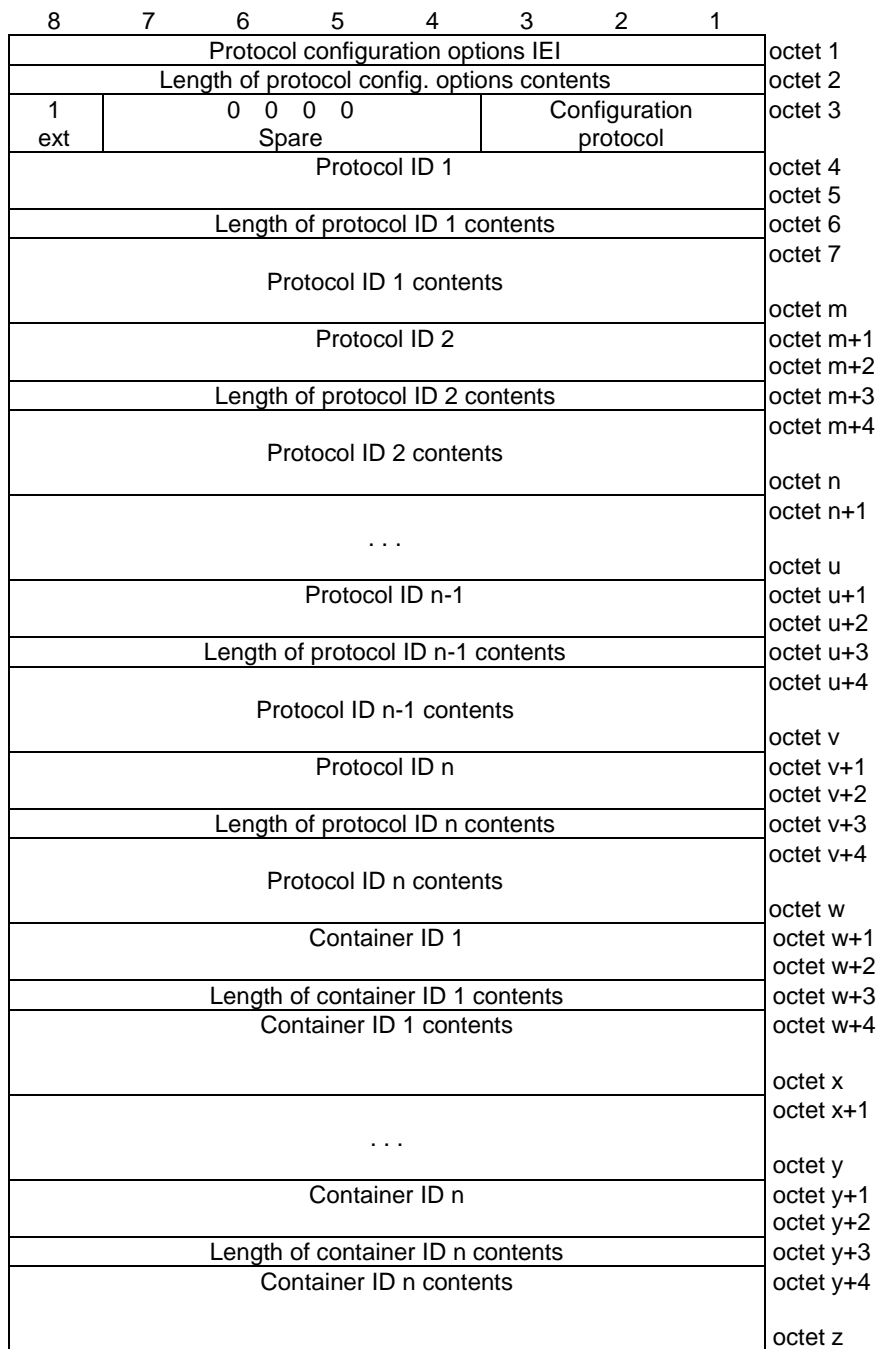 8 7 6 5 4 3 2 1
Protocol configuration options IEI octet 1
Length of protocol config. options contents octet 2
1 0 0 0 0 Configuration octet 3
ext Spare protocol
Protocol ID 1 octet 4
octet 5
Length of protocol ID 1 contents octet 6
octet 7
Protocol ID 1 contents
octet m
Protocol ID 2 octet m+1
octet m+2
Length of protocol ID 2 contents octet m+3
octet m+4
Protocol ID 2 contents
octet n
octet n+1
. . .
octet u
Protocol ID n-1 octet u+1
octet u+2
Length of protocol ID n-1 contents octet u+3
octet u+4
Protocol ID n-1 contents
octet v
Protocol ID n octet v+1
octet v+2
Length of protocol ID n contents octet v+3
octet v+4
Protocol ID n contents
octet w
Container ID 1 octet w+1
octet w+2
Length of container ID 1 contents octet w+3
Container ID 1 contents octet w+4
octet x
octet x+1
. . .
octet y
Container ID n octet y+1
octet y+2
Length of container ID n contents octet y+3
Container ID n contents octet y+4
octet z